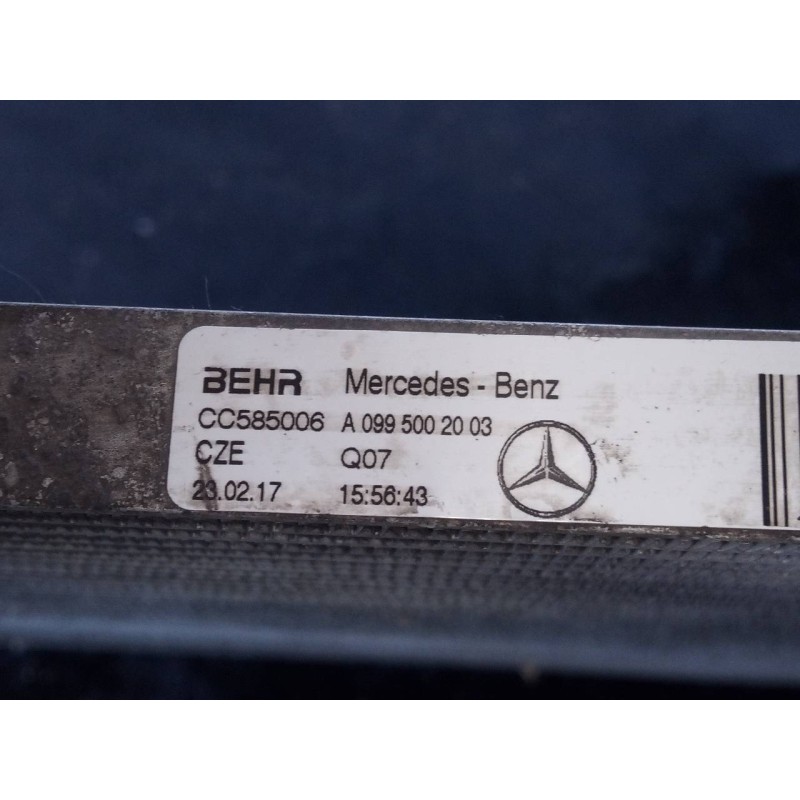 BEHR Mercedes - Benz
CC585006 A 099 500 20 03
CZE Q07
23.02.17 15:56:43